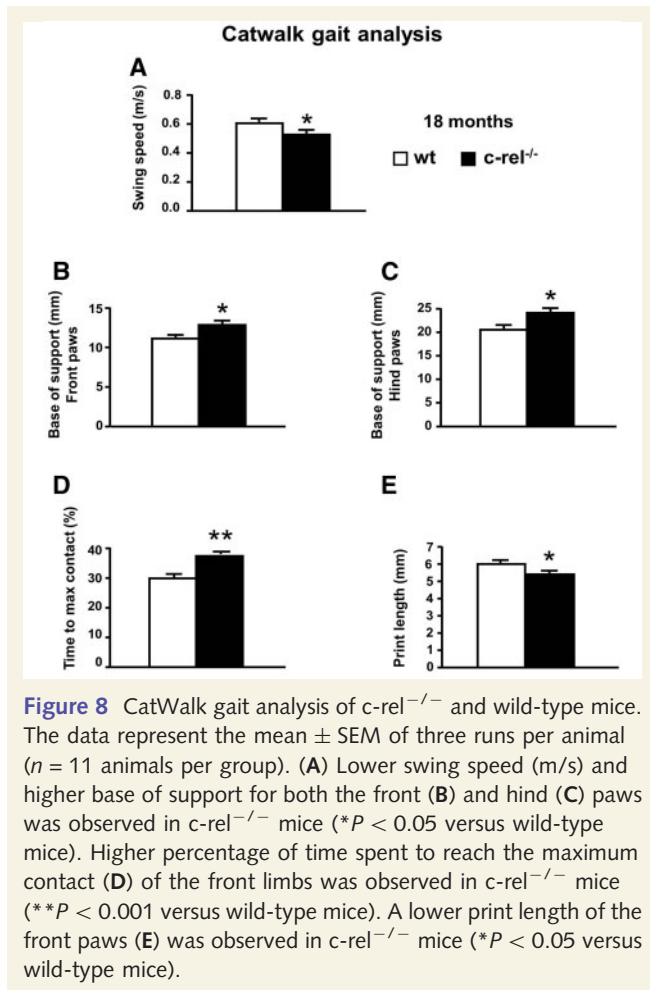 Catwalk gait analysis
A
Swing speed (m/s)
0.8
0.6
0.4
0.2
0.0
*
18 months
wt
c-rel-/-
B
Base of support (mm)
Front paws
15
10
5
0
*
C
Base of support (mm)
Hind paws
25
20
15
10
5
0
*
D
Time to max contact (%)
40
30
20
10
0
**
E
Print length (mm)
7
6
5
4
3
2
1
0
*
Figure 8 CatWalk gait analysis of c-rel−/− and wild-type mice.
The data represent the mean ± SEM of three runs per animal
(n = 11 animals per group). (A) Lower swing speed (m/s) and
higher base of support for both the front (B) and hind (C) paws
was observed in c-rel−/− mice (*P < 0.05 versus wild-type
mice). Higher percentage of time spent to reach the maximum
contact (D) of the front limbs was observed in c-rel−/− mice
(**P < 0.001 versus wild-type mice). A lower print length of the
front paws (E) was observed in c-rel−/− mice (*P < 0.05 versus
wild-type mice).